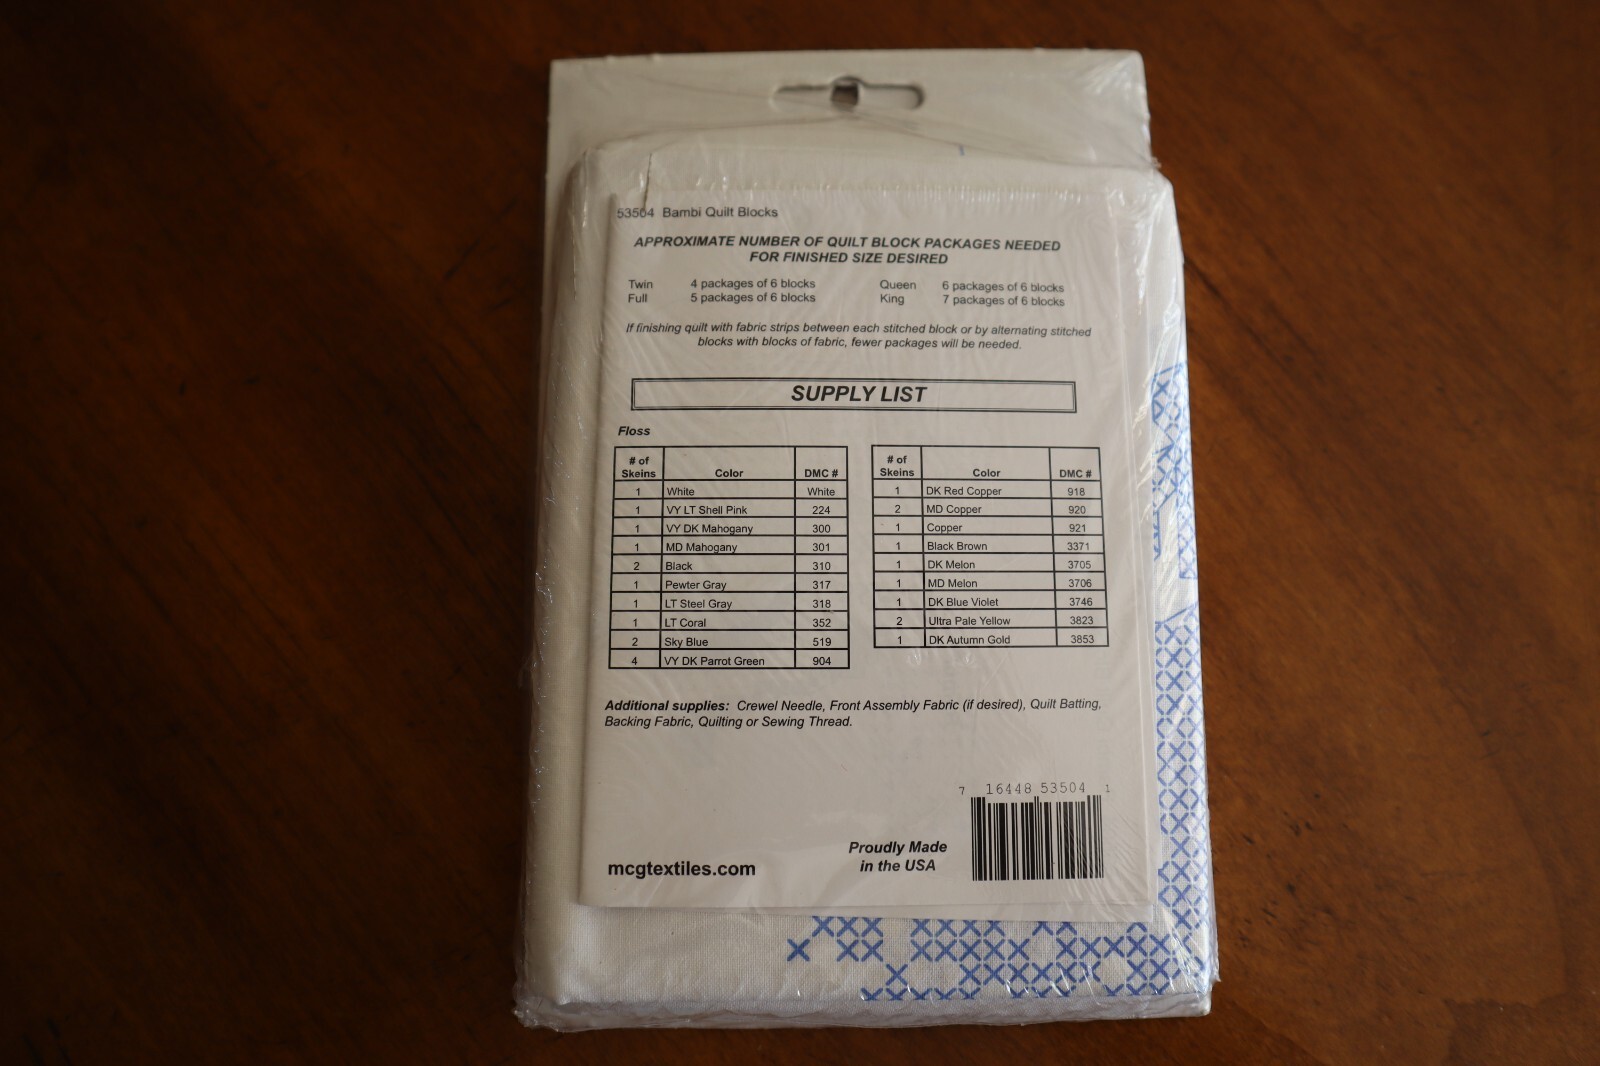 53504 Bambi Quilt Blocks
APPROXIMATE NUMBER OF QUILT BLOCK PACKAGES NEEDED
FOR FINISHED SIZE DESIRED
Twin 4 packages of 6 blocks Queen 6 packages of 6 blocks
Full 5 packages of 6 blocks King 7 packages of 6 blocks
If finishing quilt with fabric strips between each stitched block or by alternating stitched
blocks with blocks of fabric, fewer packages will be needed.
SUPPLY LIST
Floss
# of Skeins Color DMC #
1 White White
1 VY LT Shell Pink 224
1 VY DK Mahogany 300
1 MD Mahogany 301
2 Black 310
1 Pewter Gray 317
1 LT Steel Gray 318
1 LT Coral 352
2 Sky Blue 519
4 VY DK Parrot Green 904
# of Skeins Color DMC #
1 DK Red Copper 918
2 MD Copper 920
1 Copper 921
1 Black Brown 3371
1 DK Melon 3705
1 MD Melon 3706
1 DK Blue Violet 3746
2 Ultra Pale Yellow 3823
1 DK Autumn Gold 3853
Additional supplies: Crewel Needle, Front Assembly Fabric (if desired), Quilt Batting,
Backing Fabric, Quilting or Sewing Thread.
7 16448 53504 1
Proudly Made
in the USA
mcgtextiles.com